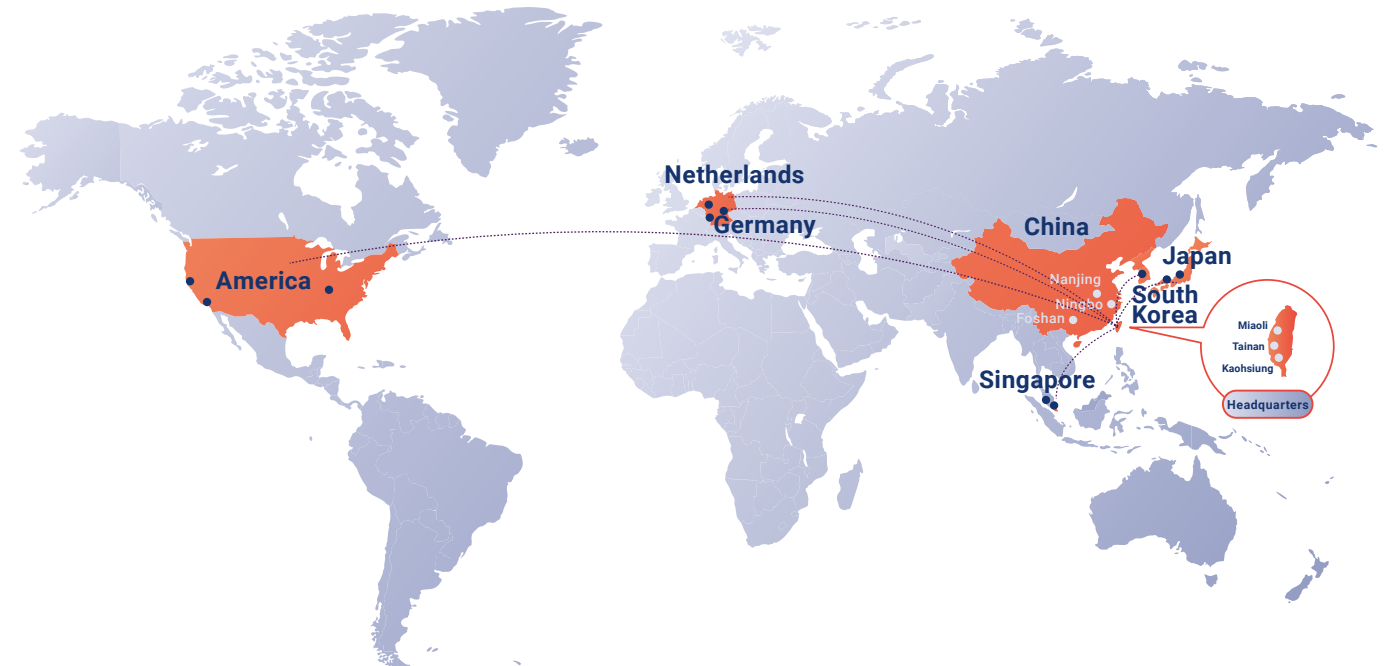 Netherlands
Germany
America
China
Japan
Nanjing
Ningbo
Foshan
South
Korea
Miaoli
Tainan
Kaohsiung
Singapore
Headquarters